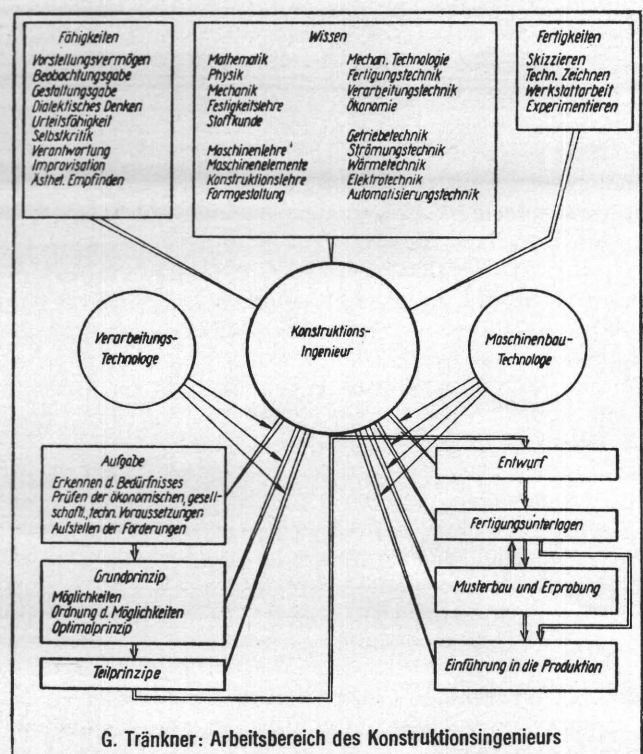 Fähigkeiten
Vorstellungsvermögen
Beobachtungsgabe
Gestaltungsgabe
Dialektisches Denken
Urteilsfähigkeit
Selbstkritik
Verantwortung
Improvisation
Ästhet. Empfinden
Wissen
Mathematik
Physik
Mechanik
Festigkeitslehre
Stoffkunde
Maschinenlehre
Maschinenelemente
Konstruktionslehre
Formgestaltung
Mechan. Technologie
Fertigungstechnik
Verarbeitungstechnik
Ökonomie
Getriebetechnik
Strömungstechnik
Wärmetechnik
Elektrotechnik
Automatisierungstechnik
Fertigkeiten
Skizzieren
Techn. Zeichnen
Werkstattarbeit
Experimentieren
Verarbeitungs-
Technologe
Konstruktions-
Ingenieur
Maschinenbau-
Technologe
Aufgabe
Erkennen d. Bedürfnisses
Prüfen der ökonomischen, gesell-
schaftl., techn. Voraussetzungen
Aufstellen der Forderungen
Grundprinzip
Möglichkeiten
Ordnung d. Möglichkeiten
Optimalprinzip
Teilprinzipe
Entwurf
Fertigungsunterlagen
Musterbau und Erprobung
Einführung in die Produktion
G. Tränkner: Arbeitsbereich des Konstruktionsingenieurs